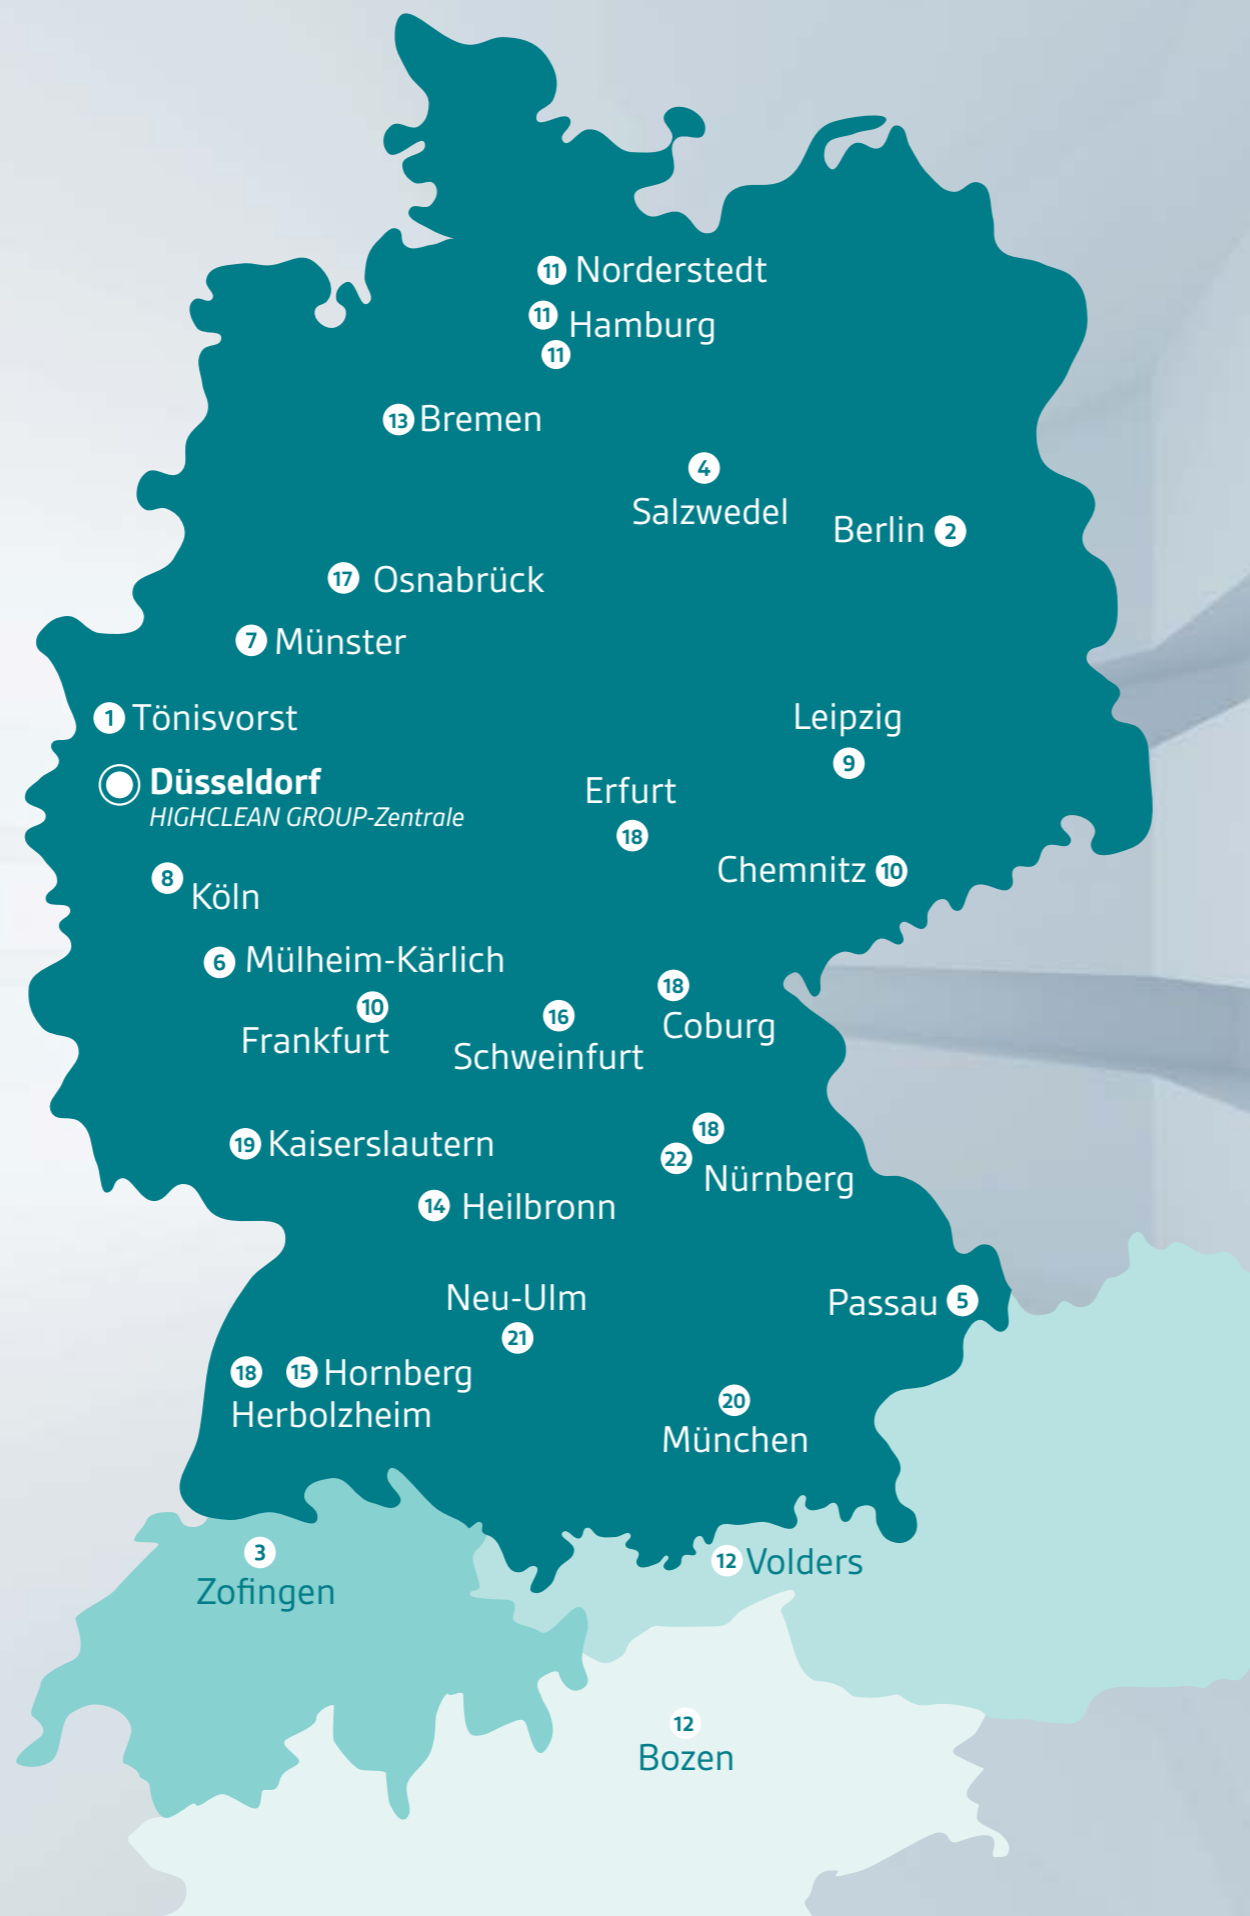 11 Norderstedt
11
Hamburg
11
13 Bremen
4
Salzwedel
Berlin 2
17 Osnabrück
7 Münster
1 Tönisvorst
Leipzig
9
Düsseldorf
HIGHCLEAN GROUP-Zentrale
Erfurt
18
Chemnitz 10
8
Köln
6 Mülheim-Kärlich
10
Frankfurt
16
Schweinfurt
18
Coburg
19 Kaiserslautern
18
22
Nürnberg
14 Heilbronn
Neu-Ulm
21
Passau 5
18
15 Hornberg
Herbolzheim
20
München
3
Zofingen
12 Volders
12
Bozen